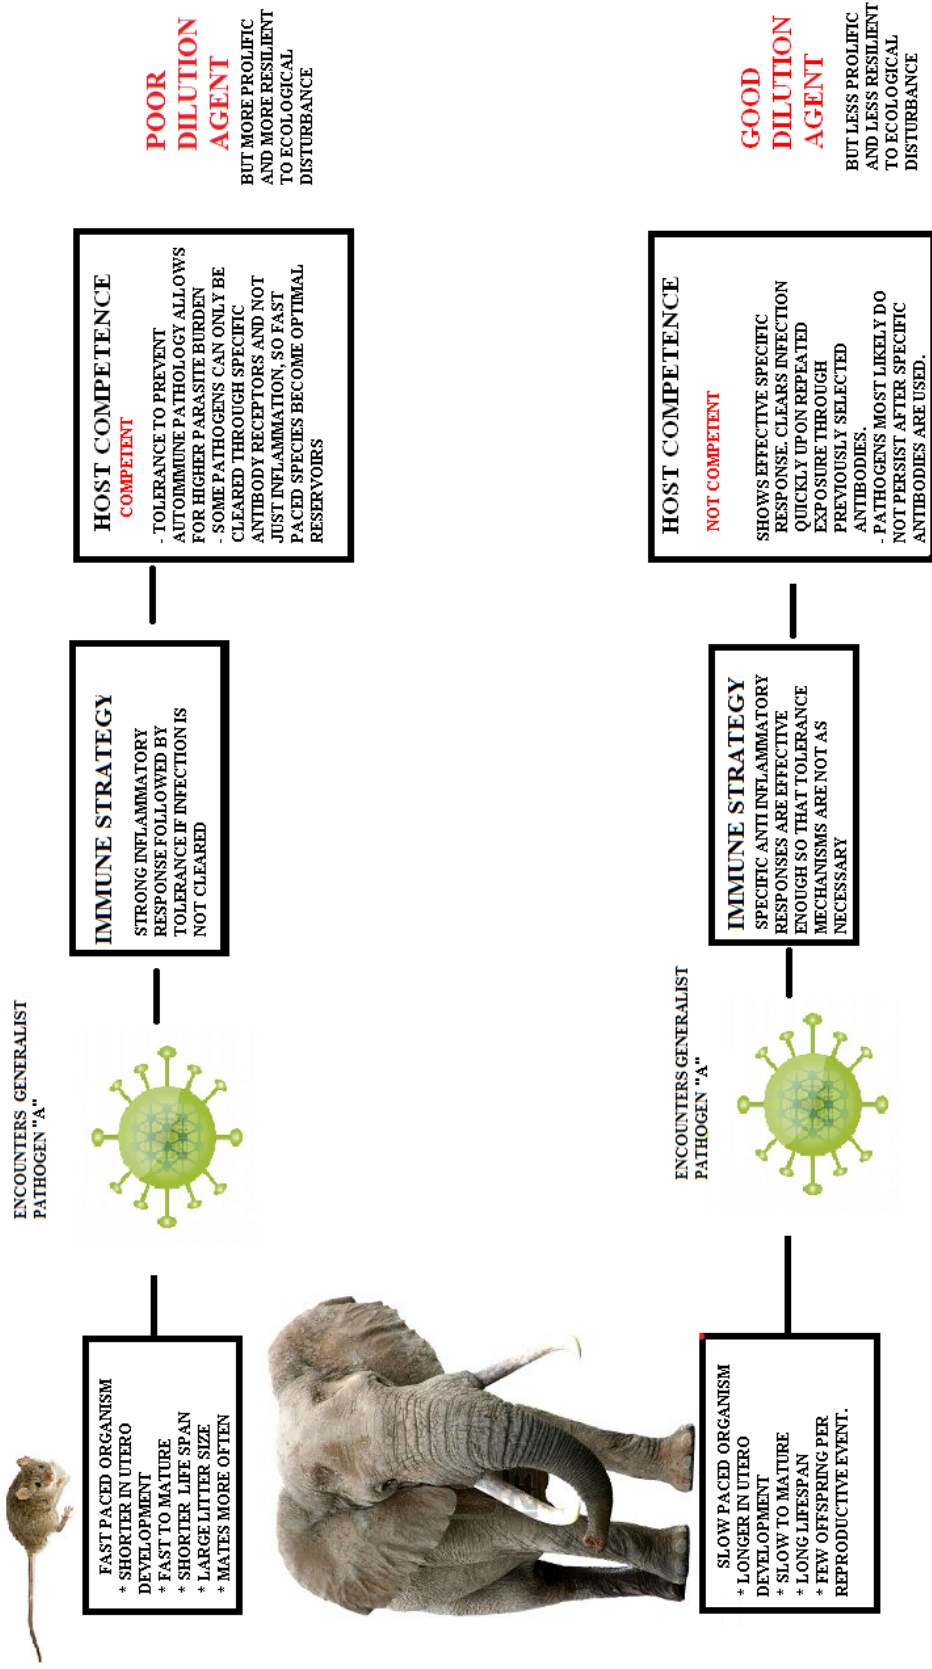 FAST PACED ORGANISM
* SHORTER IN UTERO
DEVELOPMENT
* FAST TO MATURE
* SHORTER LIFE SPAN
* LARGE LITTER SIZE
* MATES MORE OFTEN
ENCOUNTERS GENERALIST
PATHOGEN "A"
IMMUNE STRATEGY
STRONG INFLAMMATORY
RESPONSE FOLLOWED BY
TOLERANCE IF INFECTION IS
NOT CLEARED
HOST COMPETENCE
COMPETENT
- TOLERANCE TO PREVENT
AUTOIMMUNE PATHOLOGY ALLOWS
FOR HIGHER PARASITE BURDEN
- SOME PATHOGENS CAN ONLY BE
CLEARED THROUGH SPECIFIC
ANTIBODY RECEPTORS AND NOT
JUST INFLAMMATION, SO FAST
PACED SPECIES BECOME OPTIMAL
RESERVOIRS
POOR
DILUTION
AGENT
BUT MORE PROLIFIC
AND MORE RESILIENT
TO ECOLOGICAL
DISTURBANCE
SLOW PACED ORGANISM
* LONGER IN UTERO
DEVELOPMENT
* SLOW TO MATURE
* LONG LIFESPAN
* FEW OFFSPRING PER
REPRODUCTIVE EVENT.
ENCOUNTERS GENERALIST
PATHOGEN "A"
IMMUNE STRATEGY
SPECIFIC ANTI INFLAMMATORY
RESPONSES ARE EFFECTIVE
ENOUGH SO THAT TOLERANCE
MECHANISMS ARE NOT AS
NECESSARY
HOST COMPETENCE
NOT COMPETENT
SHOWS EFFECTIVE SPECIFIC
RESPONSE. CLEARS INFECTION
QUICKLY UPON REPEATED
EXPOSURE THROUGH
PREVIOUSLY SELECTED
ANTIBODIES.
- PATHOGENS MOST LIKELY DO
NOT PERSIST AFTER SPECIFIC
ANTIBODIES ARE USED.
GOOD
DILUTION
AGENT
BUT LESS PROLIFIC
AND LESS RESILIENT
TO ECOLOGICAL
DISTURBANCE